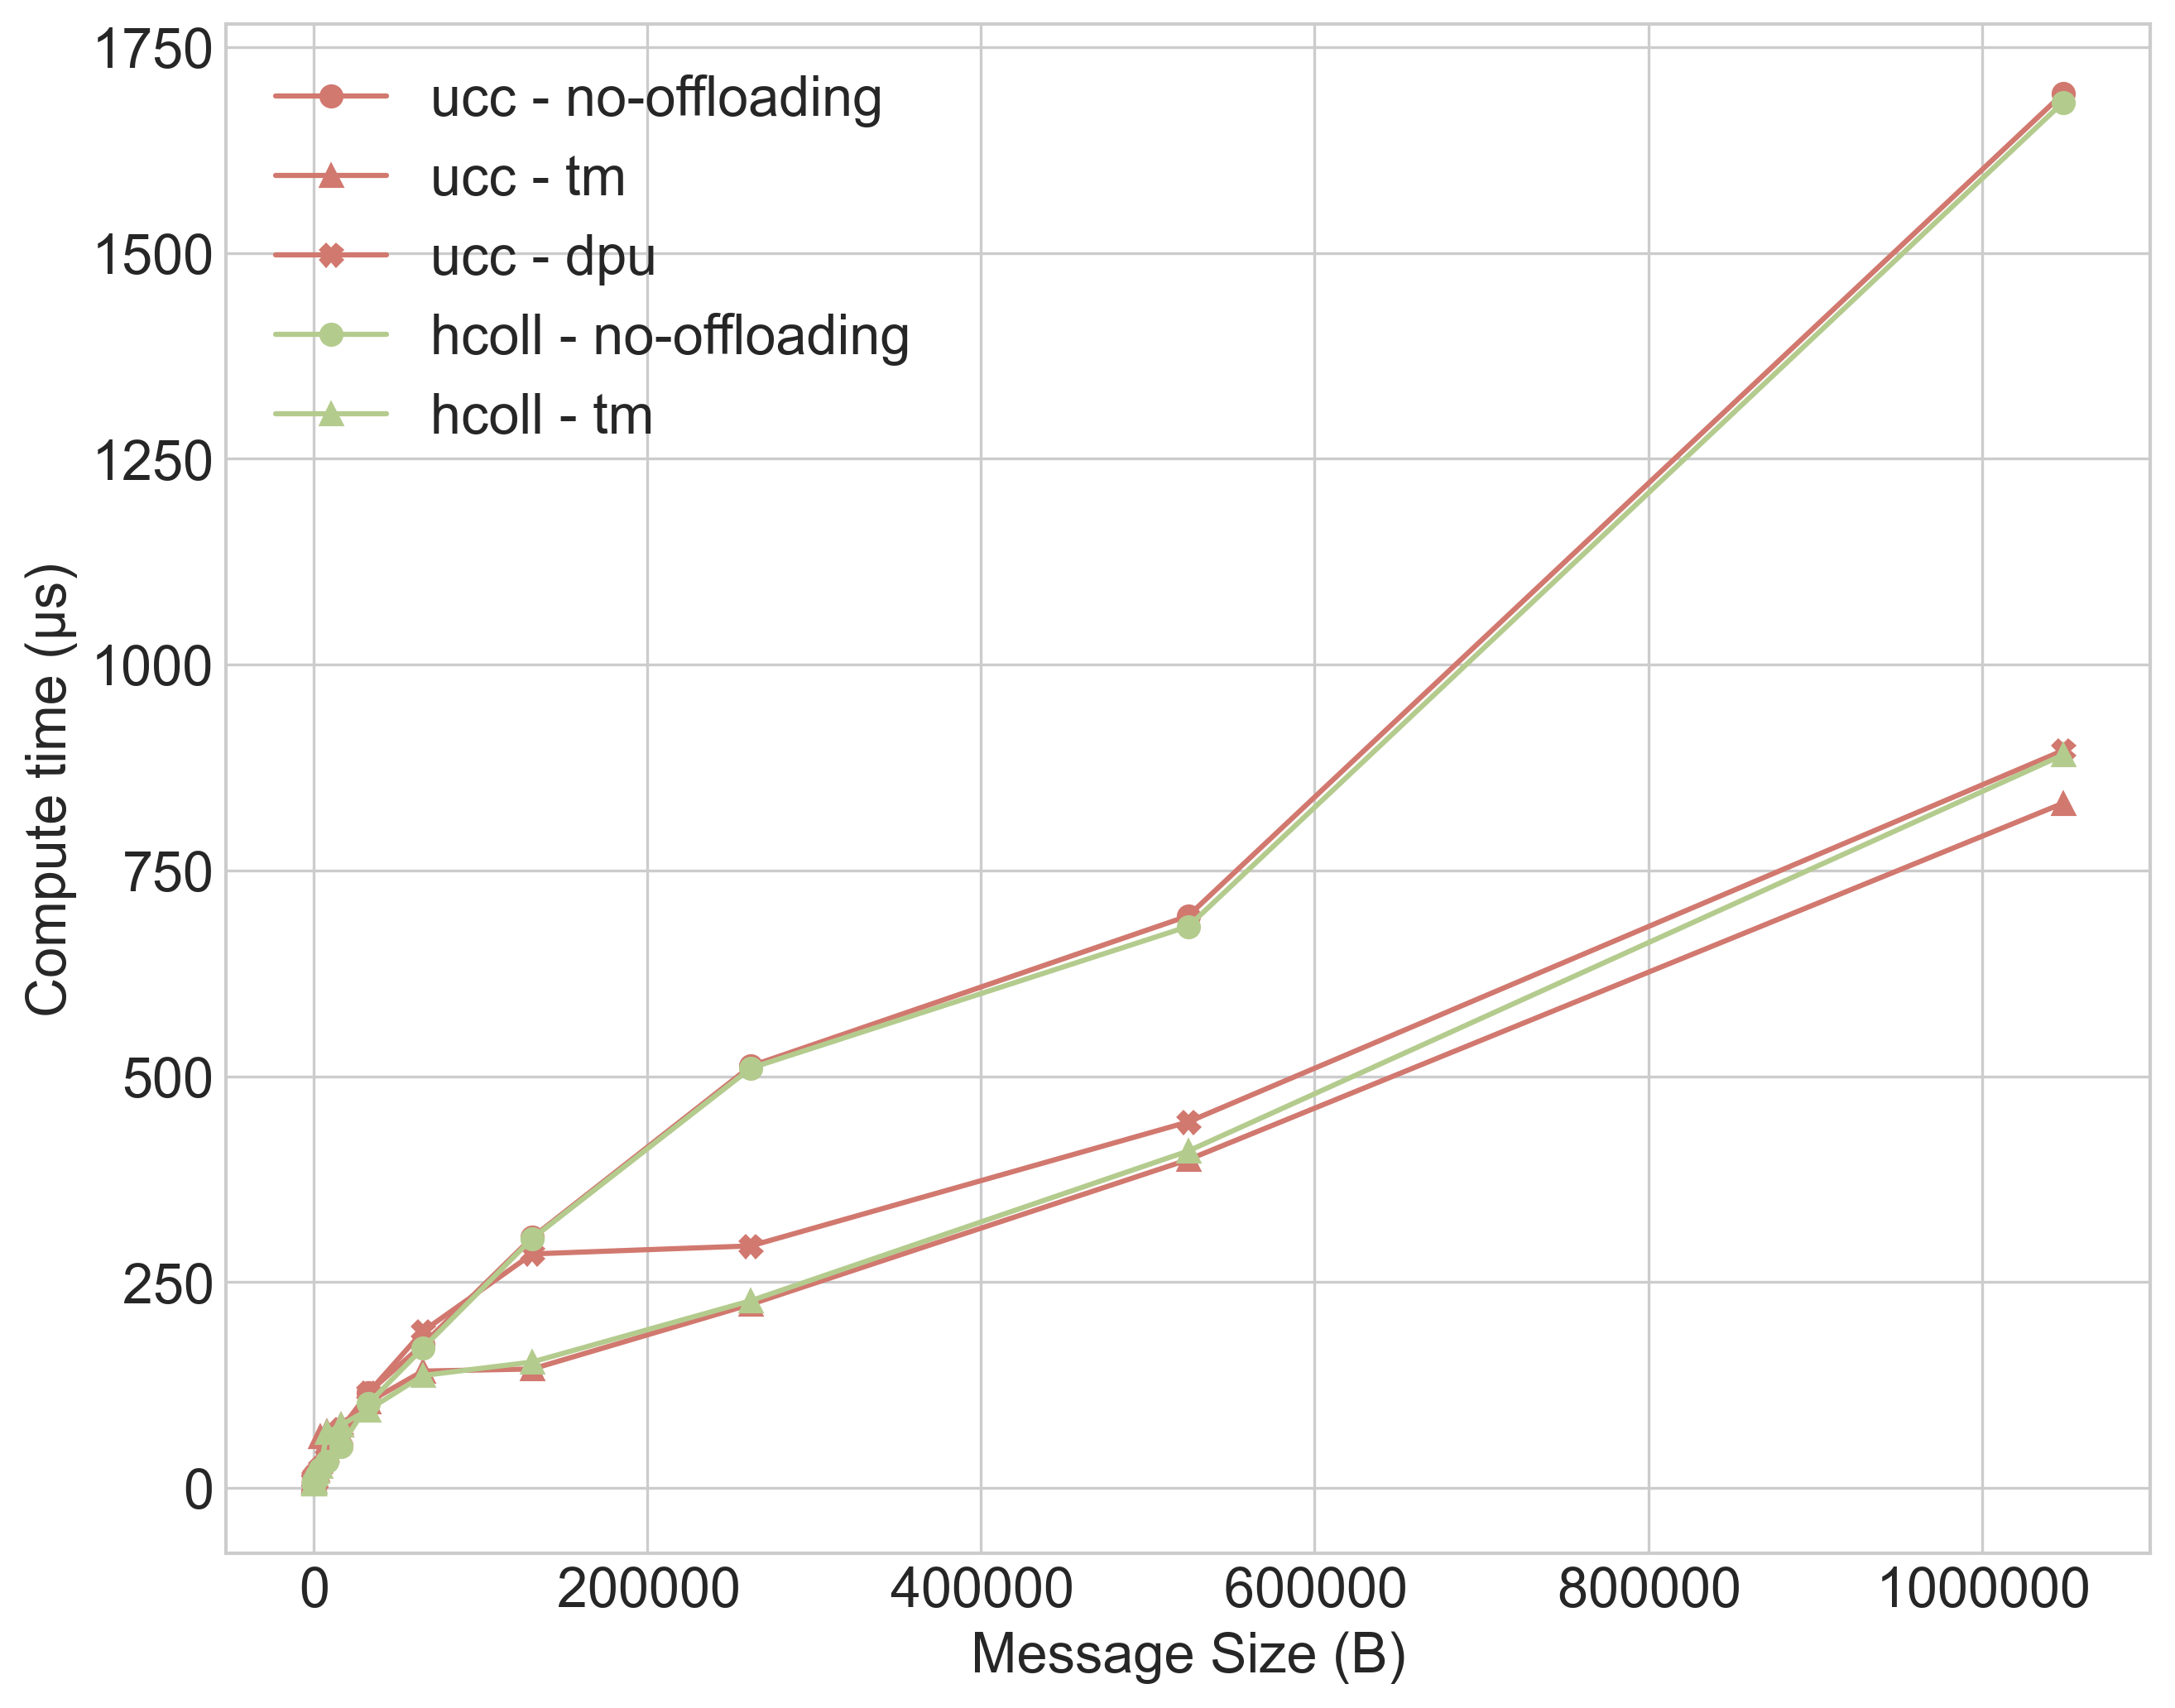 1750
1500
1250
1000
750
500
250
0
Compute time (µs)
ucc - no-offloading
ucc - tm
ucc - dpu
hcoll - no-offloading
hcoll - tm
0 200000 400000 600000 800000 1000000
Message Size (B)